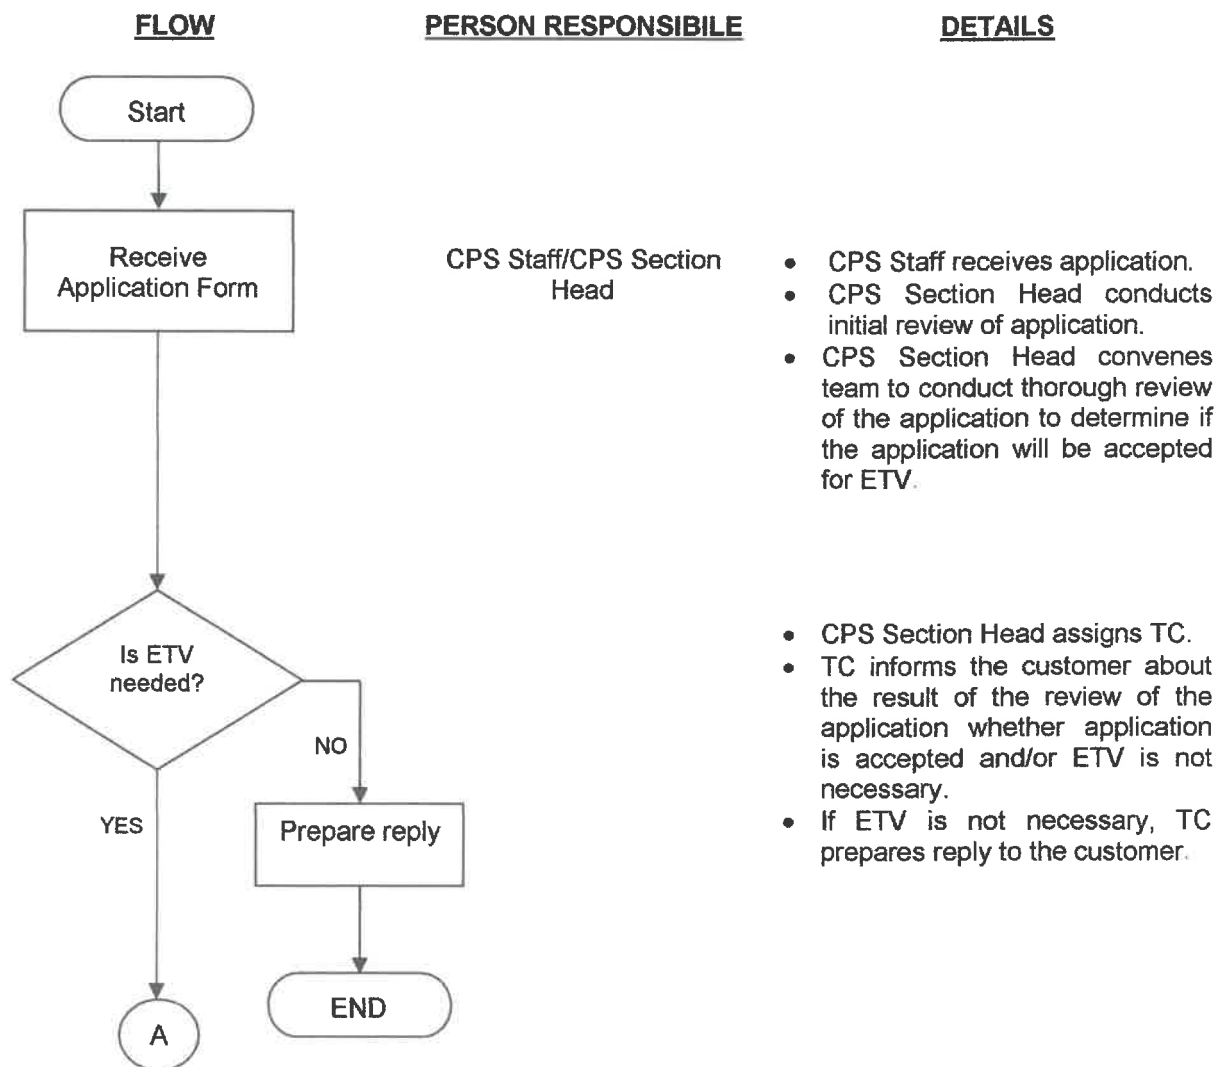 FLOW
PERSON RESPONSIBILE
DETAILS
Start
Receive
Application Form
CPS Staff/CPS Section
Head
• CPS Staff receives application.
• CPS Section Head conducts
initial review of application.
• CPS Section Head convenes
team to conduct thorough review
of the application to determine if
the application will be accepted
for ETV.
Is ETV
needed?
NO
YES
Prepare reply
END
A
• CPS Section Head assigns TC.
• TC informs the customer about
the result of the review of the
application whether application
is accepted and/or ETV is not
necessary.
• If ETV is not necessary, TC
prepares reply to the customer.